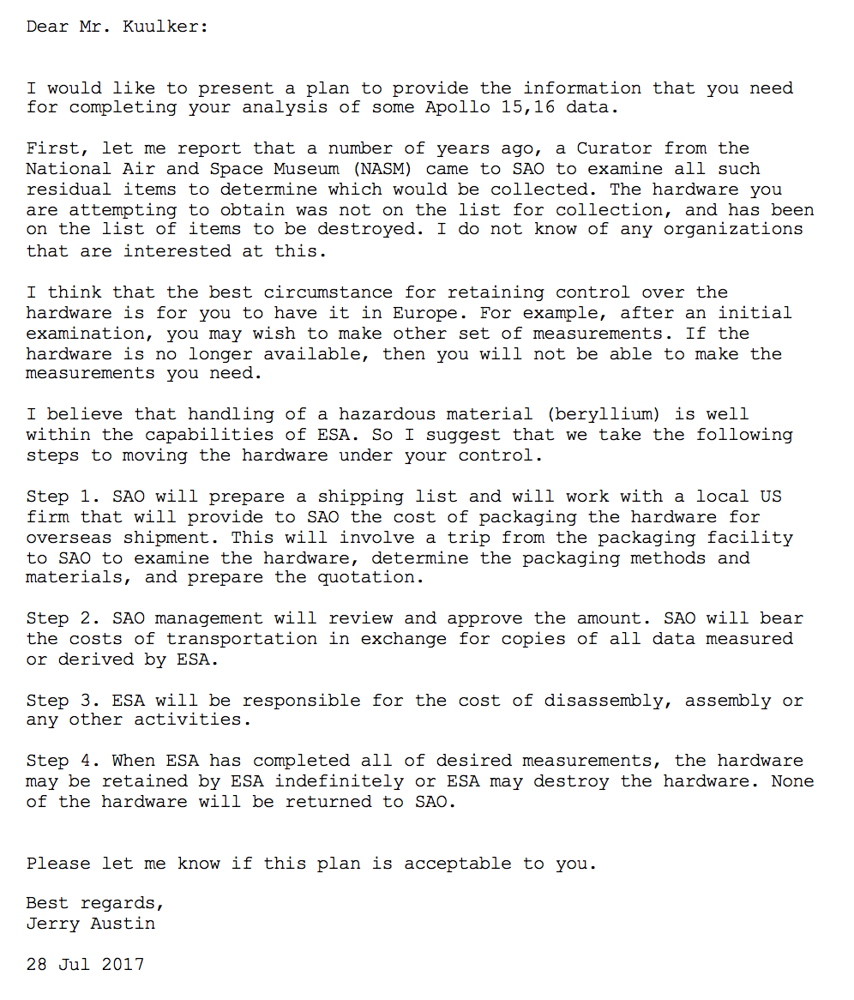 Dear Mr. Kuulker:
I would like to present a plan to provide the information that you need
for completing your analysis of some Apollo 15,16 data.
First, let me report that a number of years ago, a Curator from the
National Air and Space Museum (NASM) came to SAO to examine all such
residual items to determine which would be collected. The hardware you
are attempting to obtain was not on the list for collection, and has been
on the list of items to be destroyed. I do not know of any organizations
that are interested at this.
I think that the best circumstance for retaining control over the
hardware is for you to have it in Europe. For example, after an initial
examination, you may wish to make other set of measurements. If the
hardware is no longer available, then you will not be able to make the
measurements you need.
I believe that handling of a hazardous material (beryllium) is well
within the capabilities of ESA. So I suggest that we take the following
steps to moving the hardware under your control.
Step 1. SAO will prepare a shipping list and will work with a local US
firm that will provide to SAO the cost of packaging the hardware for
overseas shipment. This will involve a trip from the packaging facility
to SAO to examine the hardware, determine the packaging methods and
materials, and prepare the quotation.
Step 2. SAO management will review and approve the amount. SAO will bear
the costs of transportation in exchange for copies of all data measured
or derived by ESA.
Step 3. ESA will be responsible for the cost of disassembly, assembly or
any other activities.
Step 4. When ESA has completed all of desired measurements, the hardware
may be retained by ESA indefinitely or ESA may destroy the hardware. None
of the hardware will be returned to SAO.
Please let me know if this plan is acceptable to you.
Best regards,
Jerry Austin
28 Jul 2017